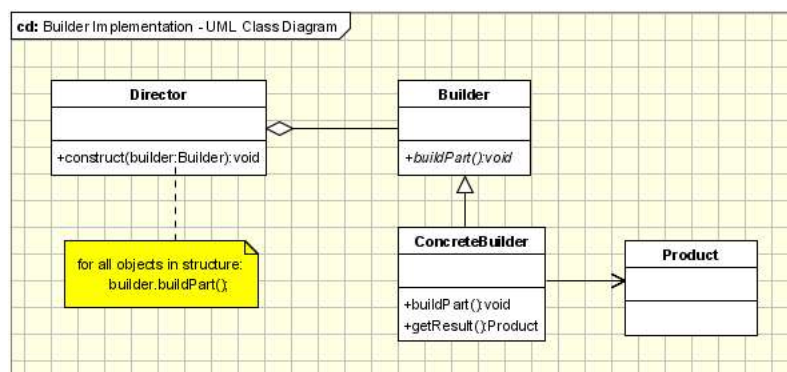 cd: Builder Implementation - UML Class Diagram
Director
+construct(builder:Builder):void
Builder
+buildPart():void
for all objects in structure:
builder.buildPart();
ConcreteBuilder
+buildPart():void
+getResult():Product
Product